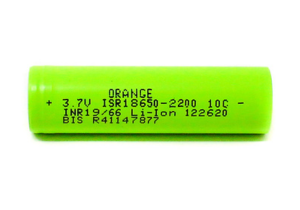 ORANGE
+ 3.7V ISR18650-2200 10C -
INR19/66 Li-Ion 122620
BIS R41147877